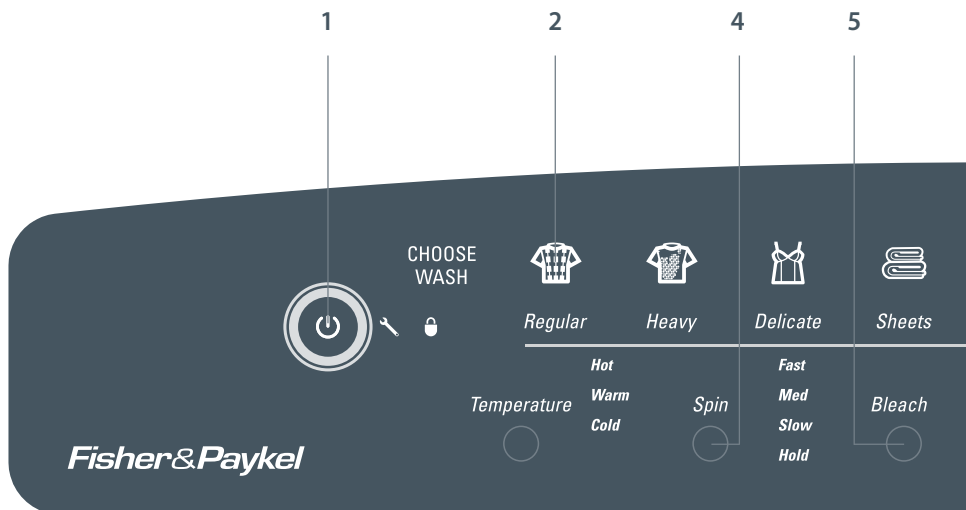 1 2 4 5
CHOOSE
WASH
Regular Heavy Delicate Sheets
Hot Fast
Temperature Warm Spin Med Bleach
Cold Slow
Hold
Fisher&Paykel